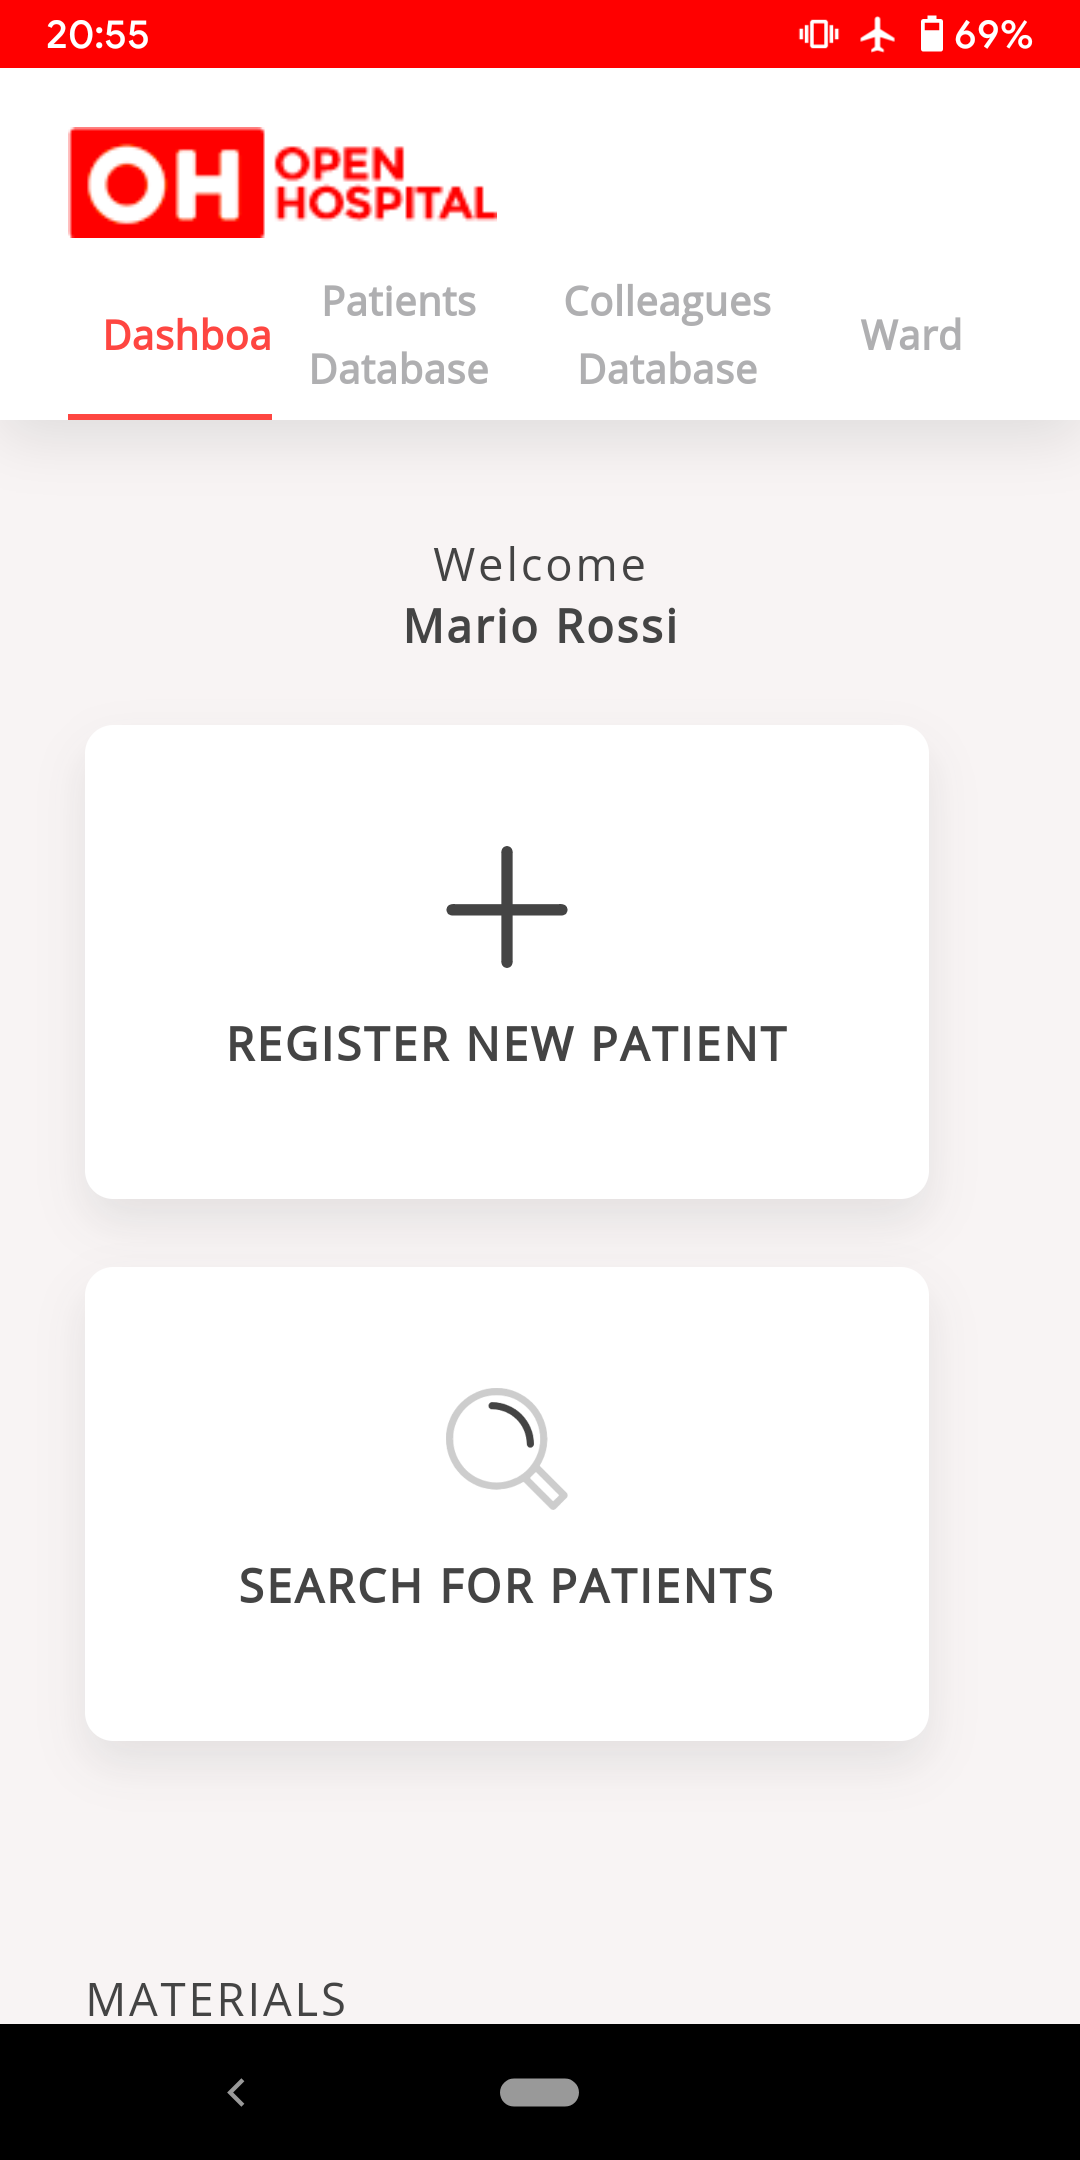 20:55
69%
OH OPEN
HOSPITAL
Dashboa
Patients
Database
Colleagues
Database
Ward
Welcome
Mario Rossi
REGISTER NEW PATIENT
SEARCH FOR PATIENTS
MATERIALS